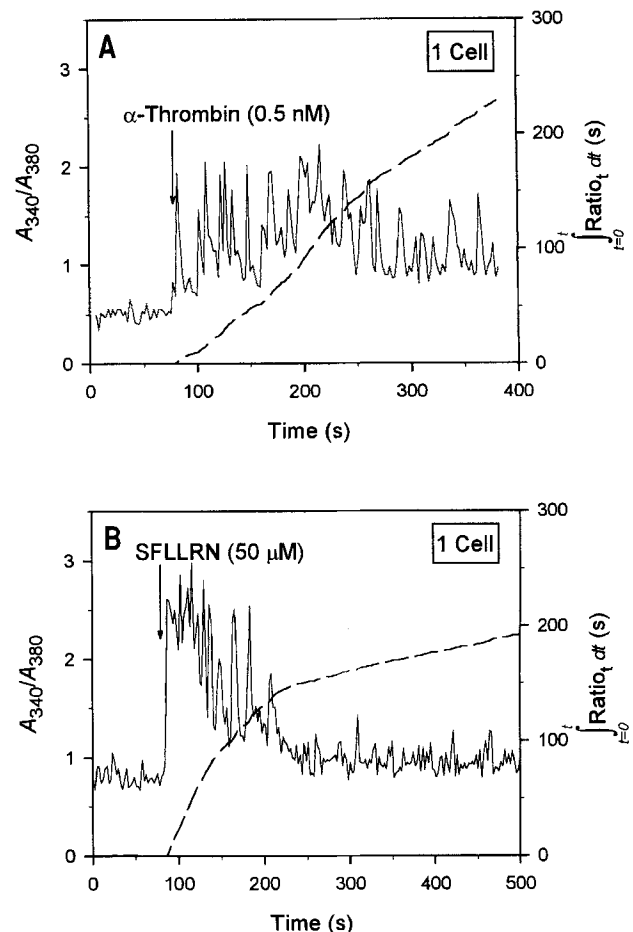 A
1 Cell
α-Thrombin (0.5 nM)
A340/A380
3
2
1
0
300
200
100
0
∫Ratiot dt (s)
t
t=0
0
100
200
300
400
Time (s)
B
1 Cell
SFLLRN (50 μM)
A340/A380
3
2
1
0
300
200
100
0
∫Ratiot dt (s)
t
t=0
0
100
200
300
400
500
Time (s)